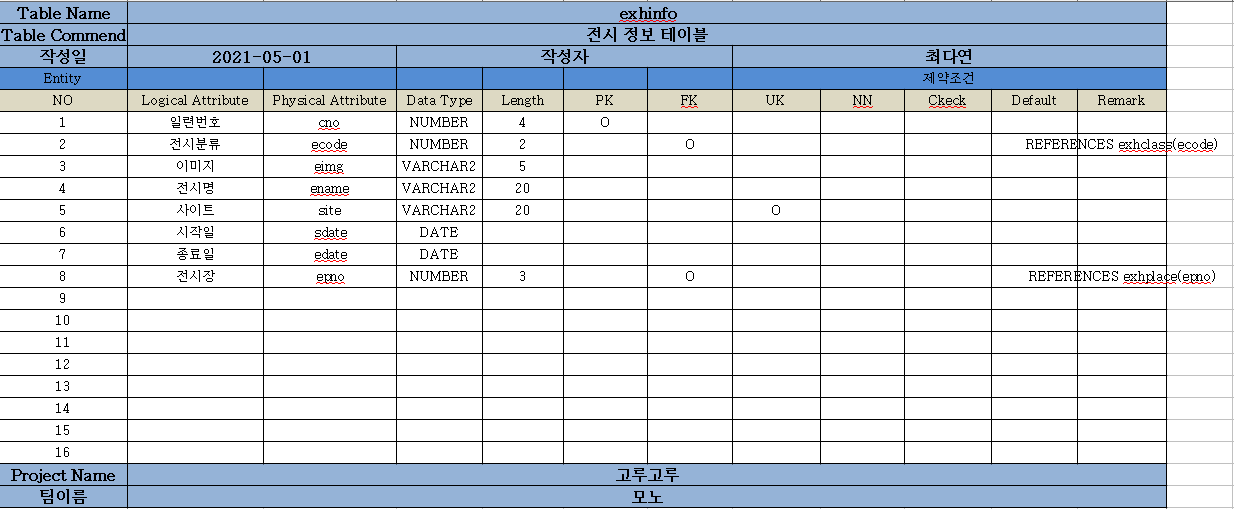 Table Name exhinfo
Table Commend 전시 정보 테이블
작성일 2021-05-01 작성자 최다연
Entity 제약조건
NO Logical Attribute Physical Attribute Data Type Length PK FK UK NN Ckeck Default Remark
1 일련번호 cno NUMBER 4 O
2 전시분류 ecode NUMBER 2 O REFERENCES exhclass(ecode)
3 이미지 eimg VARCHAR2 5
4 전시명 ename VARCHAR2 20
5 사이트 site VARCHAR2 20 O
6 시작일 sdate DATE
7 종료일 edate DATE
8 전시장 epno NUMBER 3 O REFERENCES exhplace(epno)
9
10
11
12
13
14
15
16
Project Name 고루고루
팀이름 모노